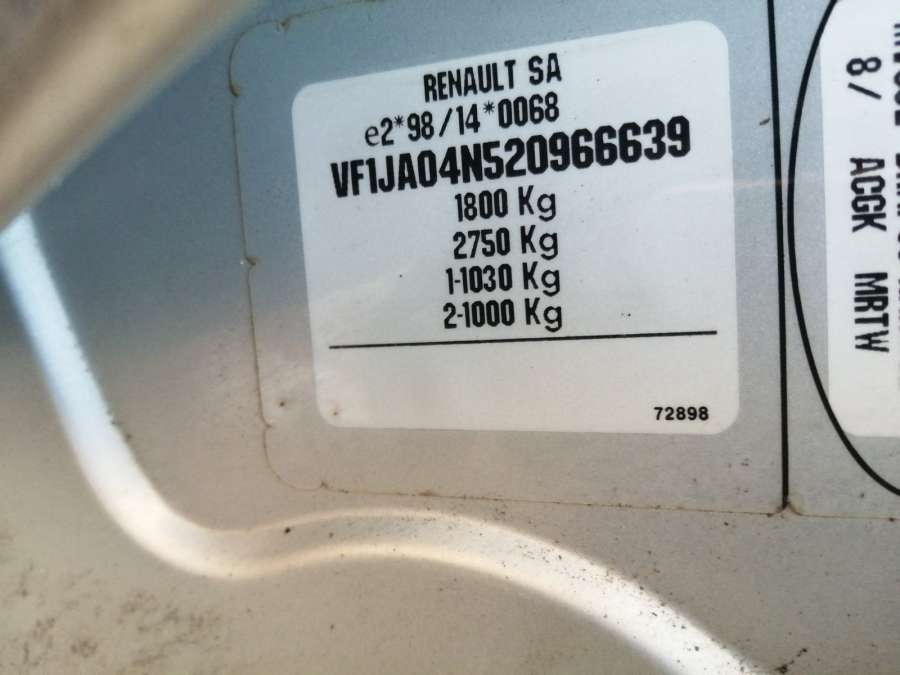 RENAULT SA
e2*98/14*0068
VF1JA04N520966639
1800 Kg
2750 Kg
1-1030 Kg
2-1000 Kg
72898
8/ ACGK MRTW